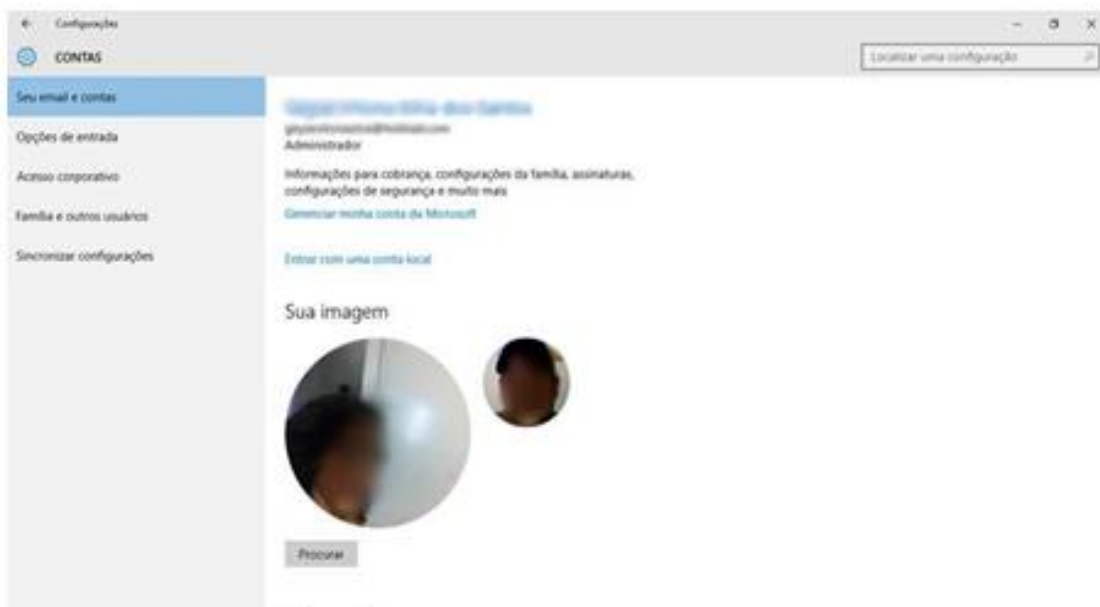 Configurações
CONTAS
Localizar uma configuração
Seu email e contas
Opções de entrada
Acesso corporativo
Família e outros usuários
Sincronizar configurações
Administrador
Informações para cobrança, configurações da família, assinaturas,
configurações de segurança e muito mais
Gerenciar minha conta da Microsoft
Entrar com uma conta local
Sua imagem
Procurar